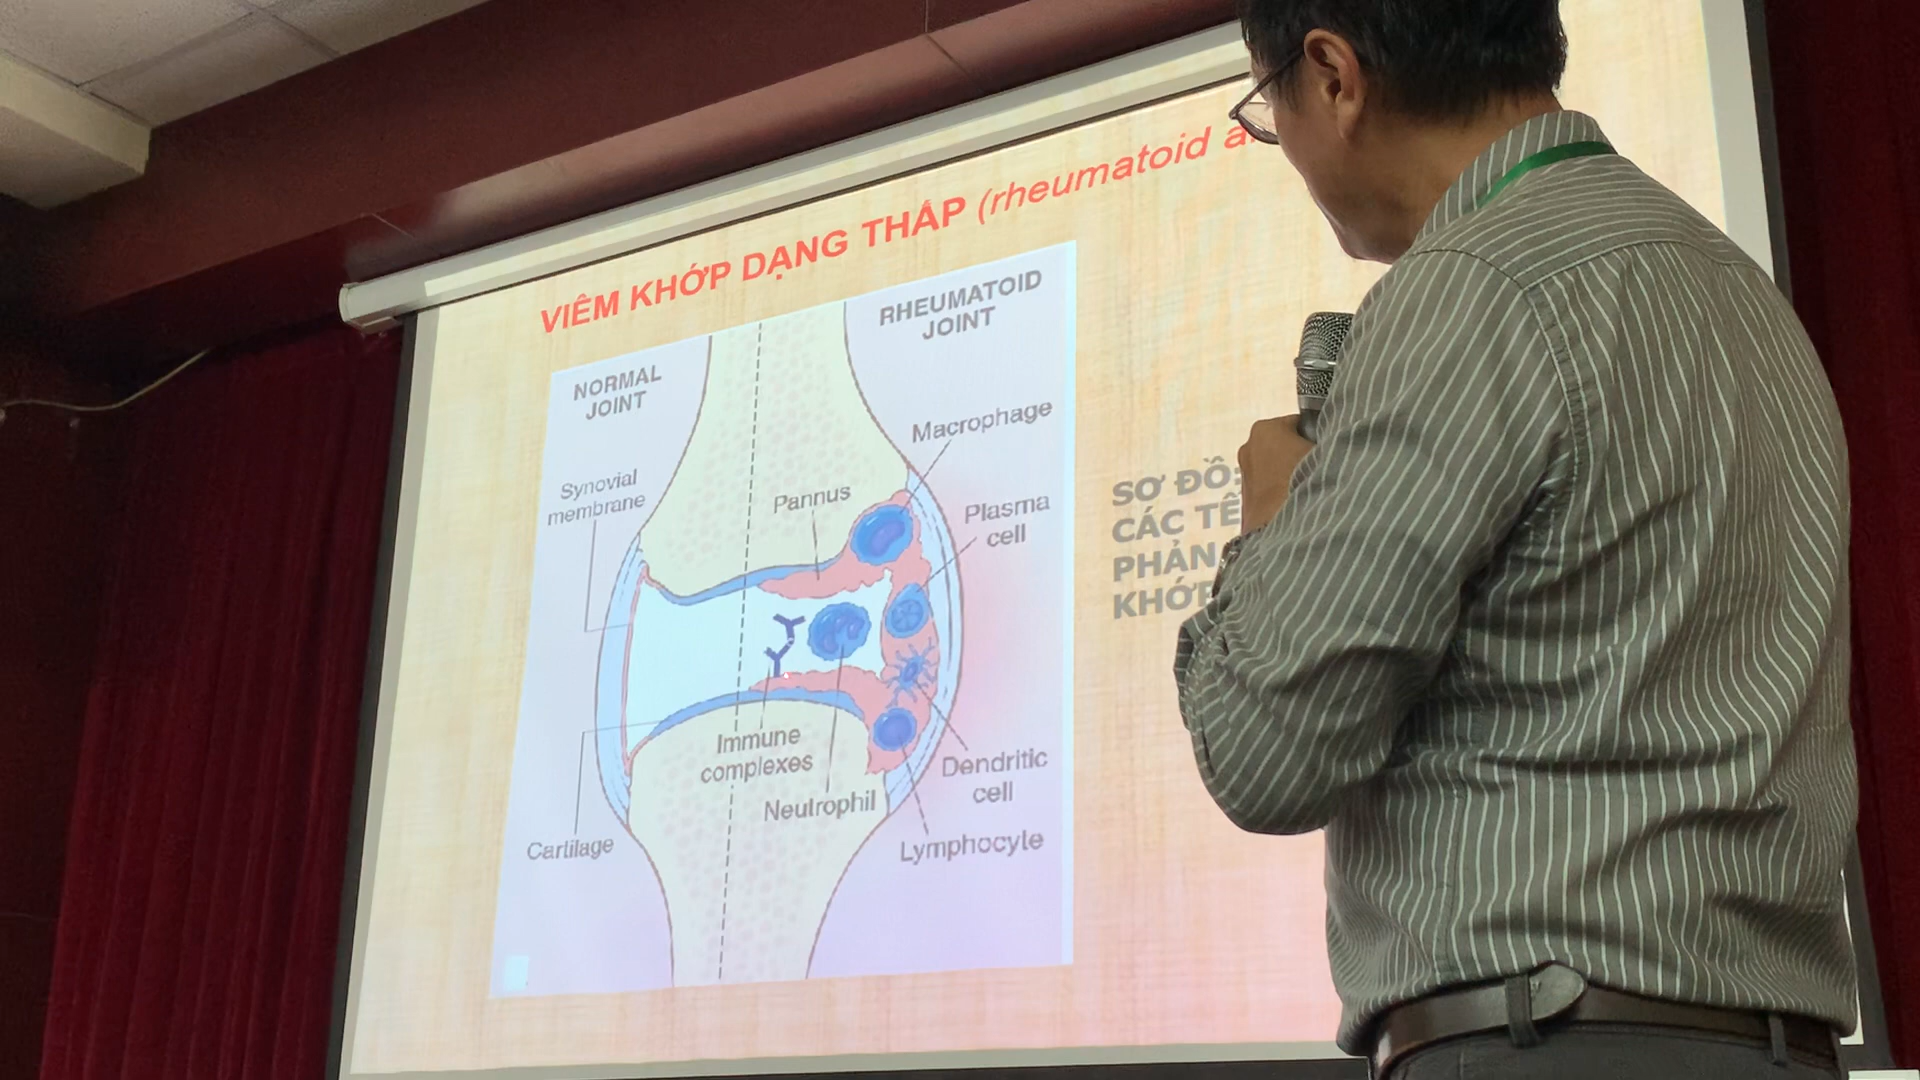 VIÊM KHỚP DẠNG THẤP (rheumatoid
NORMAL
JOINT
RHEUMATOID
JOINT
Macrophage
Synovial
membrane
Pannus
Plasma
cell
Immune
complexes
Neutrophil
Dendritic
cell
Cartilage
Lymphocyte
SƠ ĐỒ:
CÁC TẾ
PHẢN
KHỚP